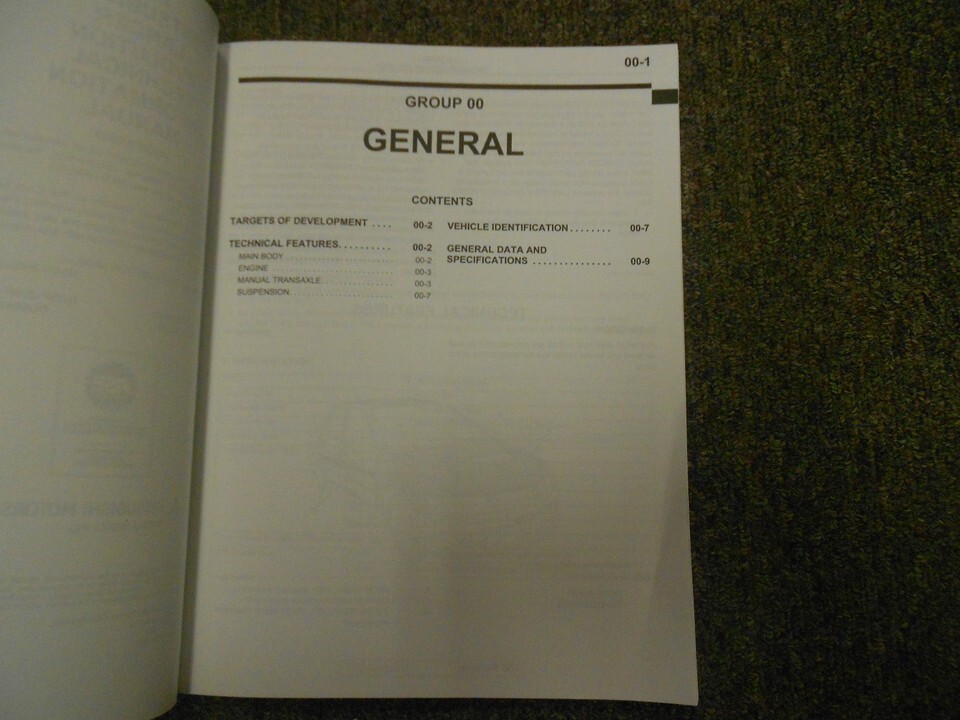 00-1
GROUP 00
GENERAL
CONTENTS
TARGETS OF DEVELOPMENT .... 00-2
TECHNICAL FEATURES.......... 00-2
MAIN BODY.......................... 00-2
ENGINE.............................. 00-3
MANUAL TRANSAXLE.................. 00-3
SUSPENSION......................... 00-7
VEHICLE IDENTIFICATION........ 00-7
GENERAL DATA AND
SPECIFICATIONS ............... 00-9